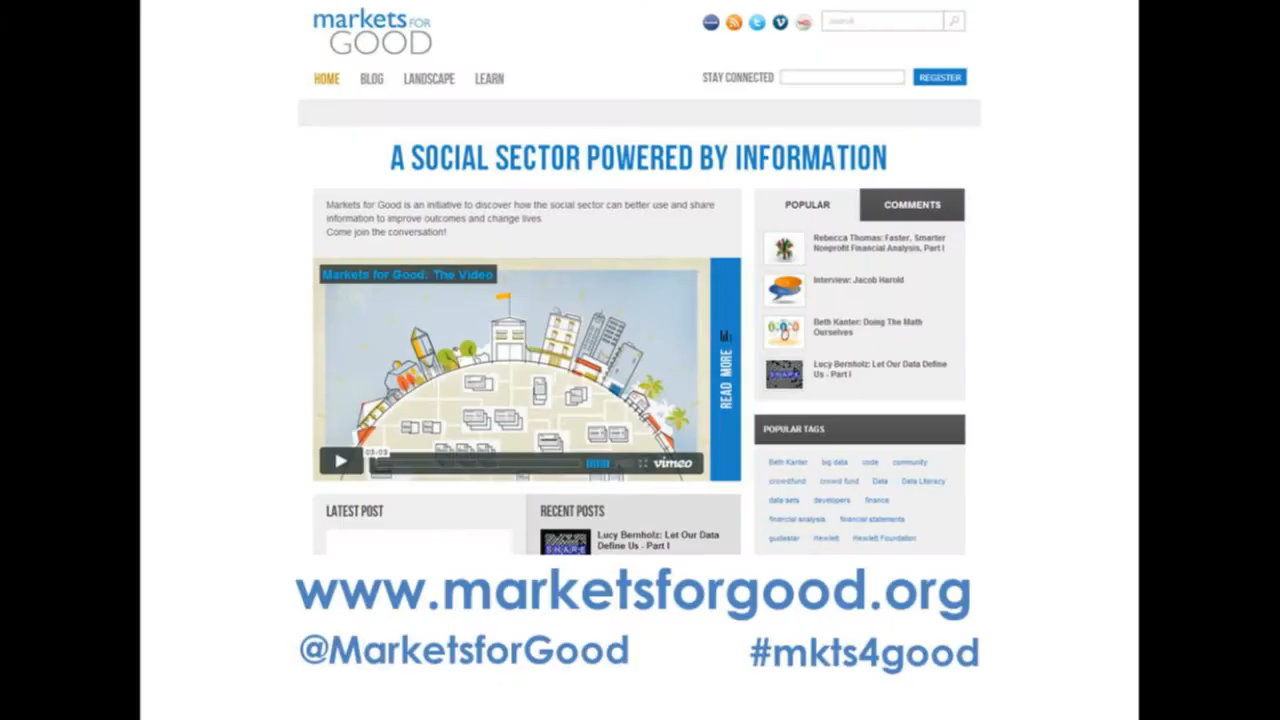 markets FOR
GOOD
search
HOME BLOG LANDSCAPE LEARN
STAY CONNECTED
REGISTER
A SOCIAL SECTOR POWERED BY INFORMATION
Markets for Good is an initiative to discover how the social sector can better use and share
information to improve outcomes and change lives.
Come join the conversation!
Markets for Good: The Video
READ MORE
03:03
vimeo
POPULAR COMMENTS
Rebecca Thomas: Faster, Smarter
Nonprofit Financial Analysis, Part I
Interview: Jacob Harold
Beth Kanter: Doing The Math
Ourselves
Lucy Bernholz: Let Our Data Define
Us - Part I
SHARE
POPULAR TAGS
Beth Kanter big data code community
crowdfund crowd fund Data Data Literacy
data sets developers finance
financial analysis financial statements
guidestar Hewlett Hewlett Foundation
LATEST POST
RECENT POSTS
SHARE
Lucy Bernholz: Let Our Data
Define Us - Part I
www.marketsforgood.org
@MarketsforGood
#mkts4good